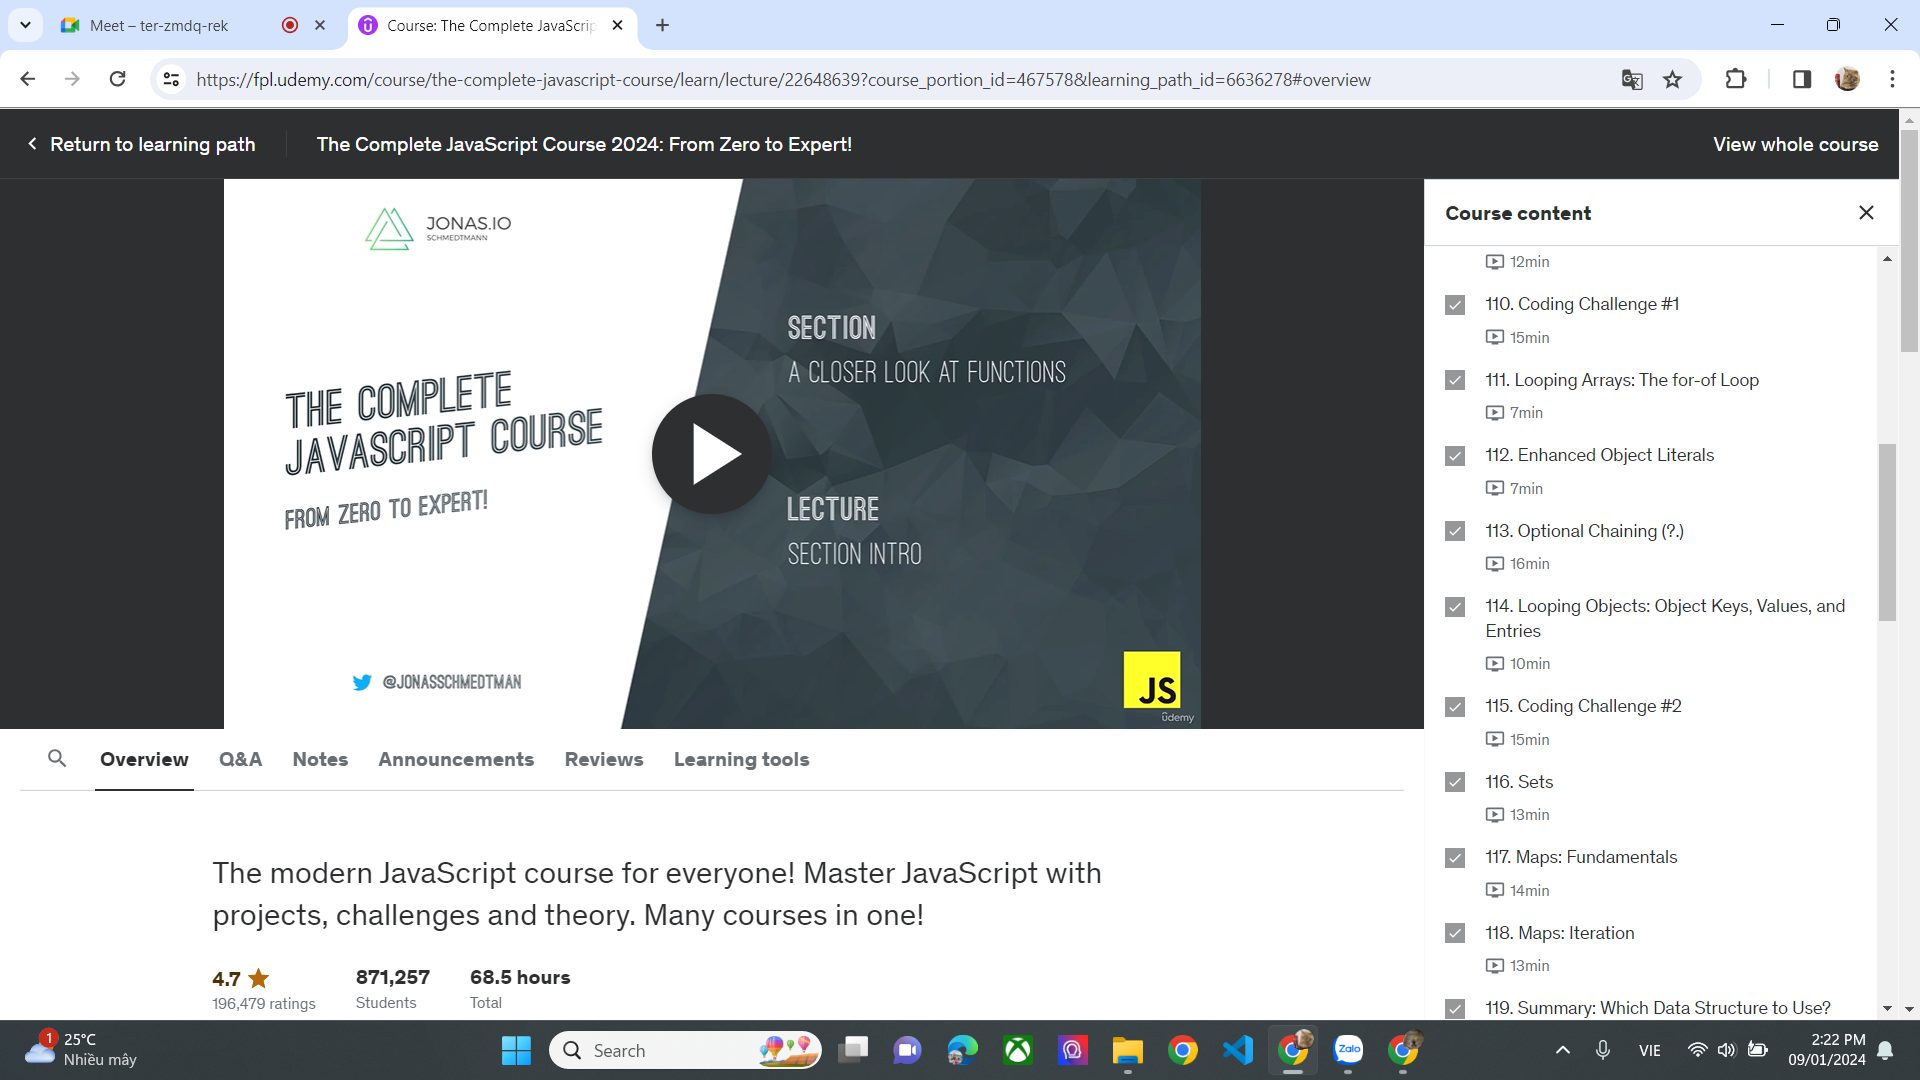 Meet – ter-zmdq-rek
Course: The Complete JavaScrip
https://fpl.udemy.com/course/the-complete-javascript-course/learn/lecture/22648639?course_portion_id=467578&learning_path_id=6636278#overview
Return to learning path
The Complete JavaScript Course 2024: From Zero to Expert!
View whole course
JONAS.IO
SCHMEDTMANN
THE COMPLETE
JAVASCRIPT COURSE
FROM ZERO TO EXPERT!
@JONASSCHMEDTMAN
SECTION
A CLOSER LOOK AT FUNCTIONS
LECTURE
SECTION INTRO
JS
ûdemy
Course content
12min
110. Coding Challenge #1
15min
111. Looping Arrays: The for-of Loop
7min
112. Enhanced Object Literals
7min
113. Optional Chaining (?.)
16min
114. Looping Objects: Object Keys, Values, and
Entries
10min
115. Coding Challenge #2
15min
116. Sets
13min
117. Maps: Fundamentals
14min
118. Maps: Iteration
13min
119. Summary: Which Data Structure to Use?
Overview
Q&A
Notes
Announcements
Reviews
Learning tools
The modern JavaScript course for everyone! Master JavaScript with
projects, challenges and theory. Many courses in one!
4.7
196,479 ratings
871,257
Students
68.5 hours
Total
1
25°C
Nhiều mây
Search
Zalo
VIE
2:22 PM
09/01/2024